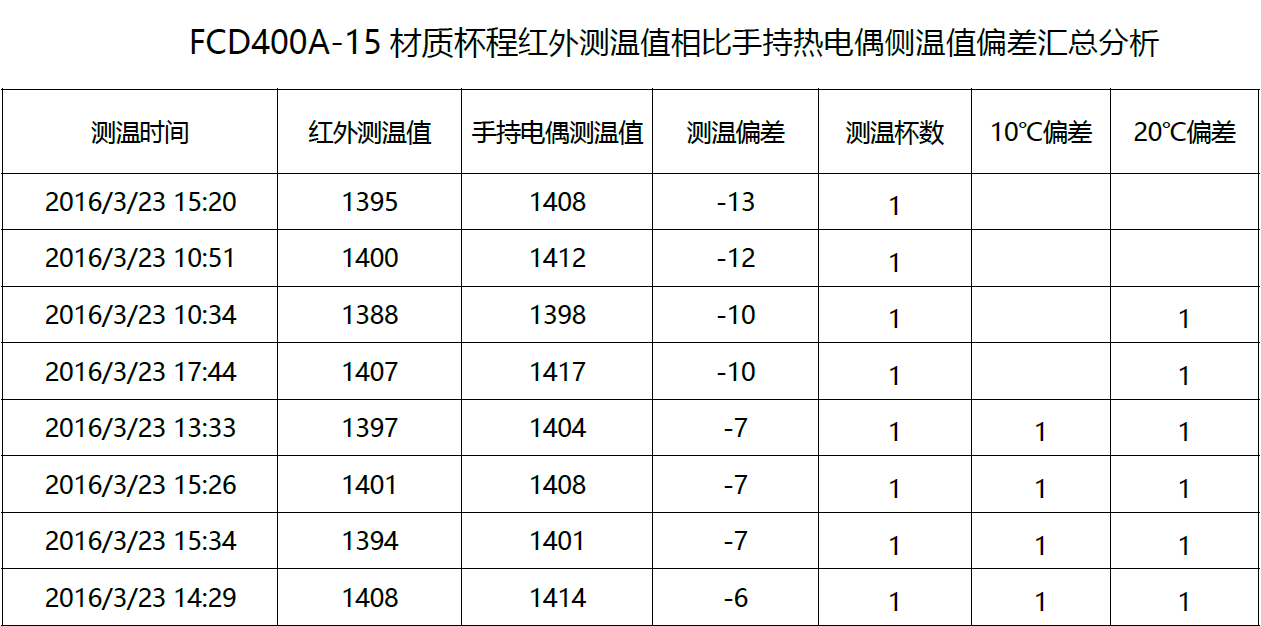 FCD400A-15 材质杯程红外测温值相比手持热电偶侧温值偏差汇总分析
测温时间 红外测温值 手持电偶测温值 测温偏差 测温杯数 10℃偏差 20℃偏差
2016/3/23 15:20 1395 1408 -13 1
2016/3/23 10:51 1400 1412 -12 1
2016/3/23 10:34 1388 1398 -10 1 1
2016/3/23 17:44 1407 1417 -10 1 1
2016/3/23 13:33 1397 1404 -7 1 1 1
2016/3/23 15:26 1401 1408 -7 1 1 1
2016/3/23 15:34 1394 1401 -7 1 1 1
2016/3/23 14:29 1408 1414 -6 1 1 1